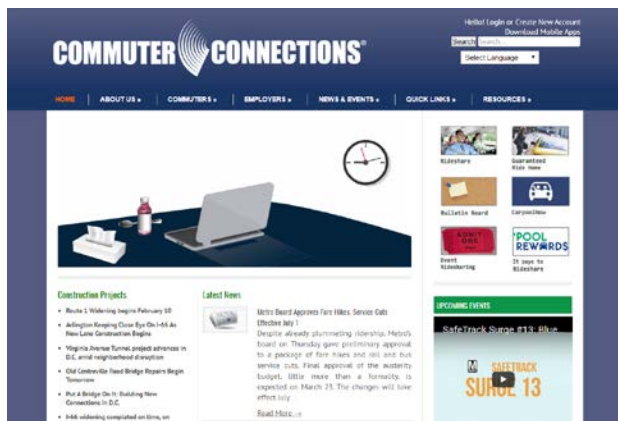 Hello! Login or Create New Account
Download Mobile Apps
Search Search...
Select Language
COMMUTER CONNECTIONS®
HOME ABOUT US » COMMUTERS » EMPLOYERS » NEWS & EVENTS » QUICK LINKS » RESOURCES »
Rideshare
Guaranteed
Ride Home
Bulletin Board
CarpoolNow
ADMIT
ONE
'POOL
REWARDS
Event
Ridesharing
It pays to
Rideshare
Construction Projects
Route 1 Widening begins February 10
Arlington Keeping Close Eye On I-66 As
New Lane Construction Begins
Virginia Avenue Tunnel project advances in
D.C. amid neighborhood disruption
Old Centreville Road Bridge Repairs Begin
Tomorrow
Put A Bridge On It: Building New
Connections in D.C.
I-66 widening completed on time, on
Latest News
Metro Board Approves Fare Hikes, Service Cuts
Effective July 1
Despite already plummeting ridership, Metro's
board on Thursday gave preliminary approval
to a package of fare hikes and rail and bus
service cuts. Final approval of the austerity
budget, little more than a formality, is
expected on March 23. The changes will take
effect July
Read More →
UPCOMING EVENTS
SafeTrack Surge #13: Blue
M SAFETRACK
SURGE 13